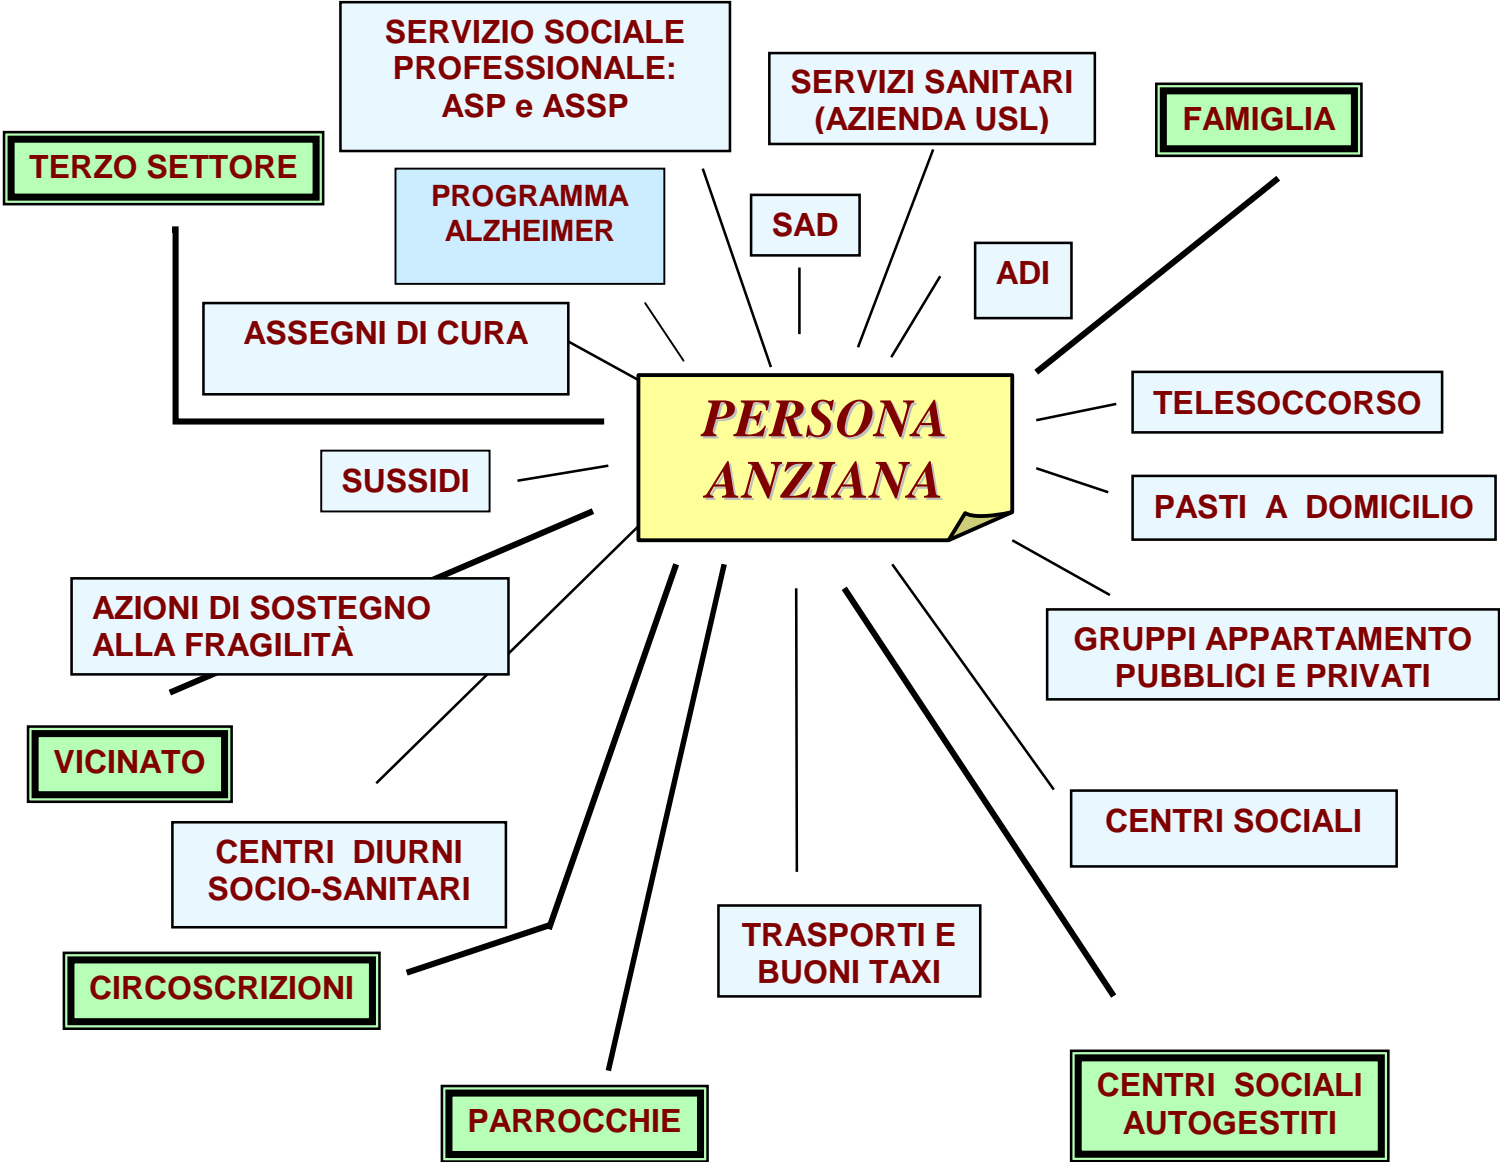 SERVIZIO SOCIALE
PROFESSIONALE:
ASP e ASSP
SERVIZI SANITARI
(AZIENDA USL)
FAMIGLIA
TERZO SETTORE
PROGRAMMA
ALZHEIMER
SAD
ADI
ASSEGNI DI CURA
TELESOCCORSO
PERSONA
ANZIANA
SUSSIDI
PASTI A DOMICILIO
AZIONI DI SOSTEGNO
ALLA FRAGILITÀ
GRUPPI APPARTAMENTO
PUBBLICI E PRIVATI
VICINATO
CENTRI SOCIALI
CENTRI DIURNI
SOCIO-SANITARI
TRASPORTI E
BUONI TAXI
CIRCOSCRIZIONI
PARROCCHIE
CENTRI SOCIALI
AUTOGESTITI